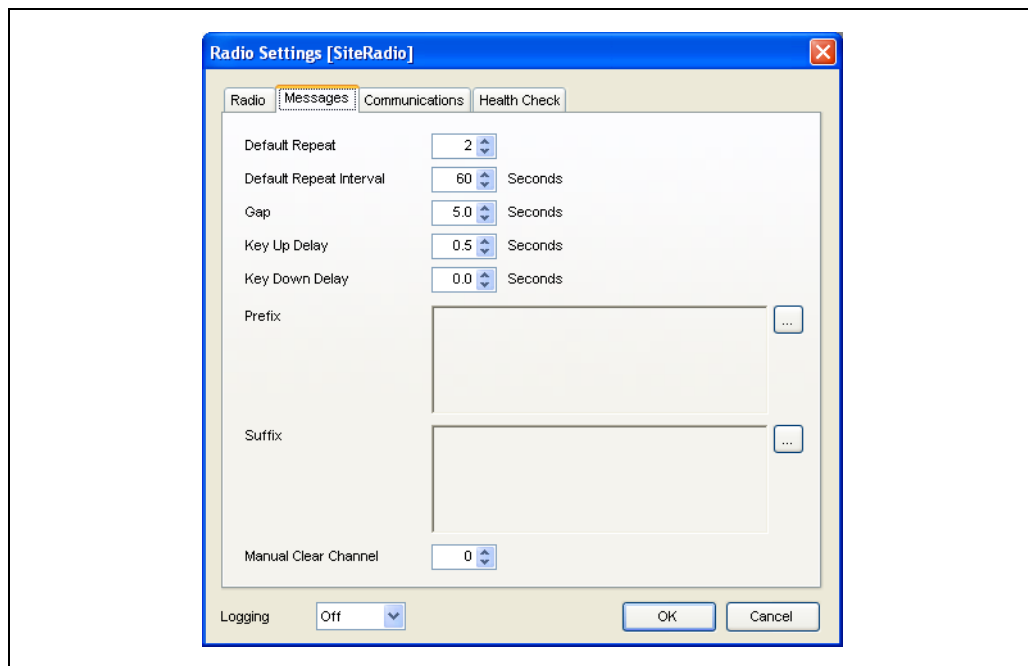 Radio Settings [SiteRadio]
Radio Messages Communications Health Check
Default Repeat 2
Default Repeat Interval 60 Seconds
Gap 5.0 Seconds
Key Up Delay 0.5 Seconds
Key Down Delay 0.0 Seconds
Prefix ...
Suffix ...
Manual Clear Channel 0
Logging Off OK Cancel